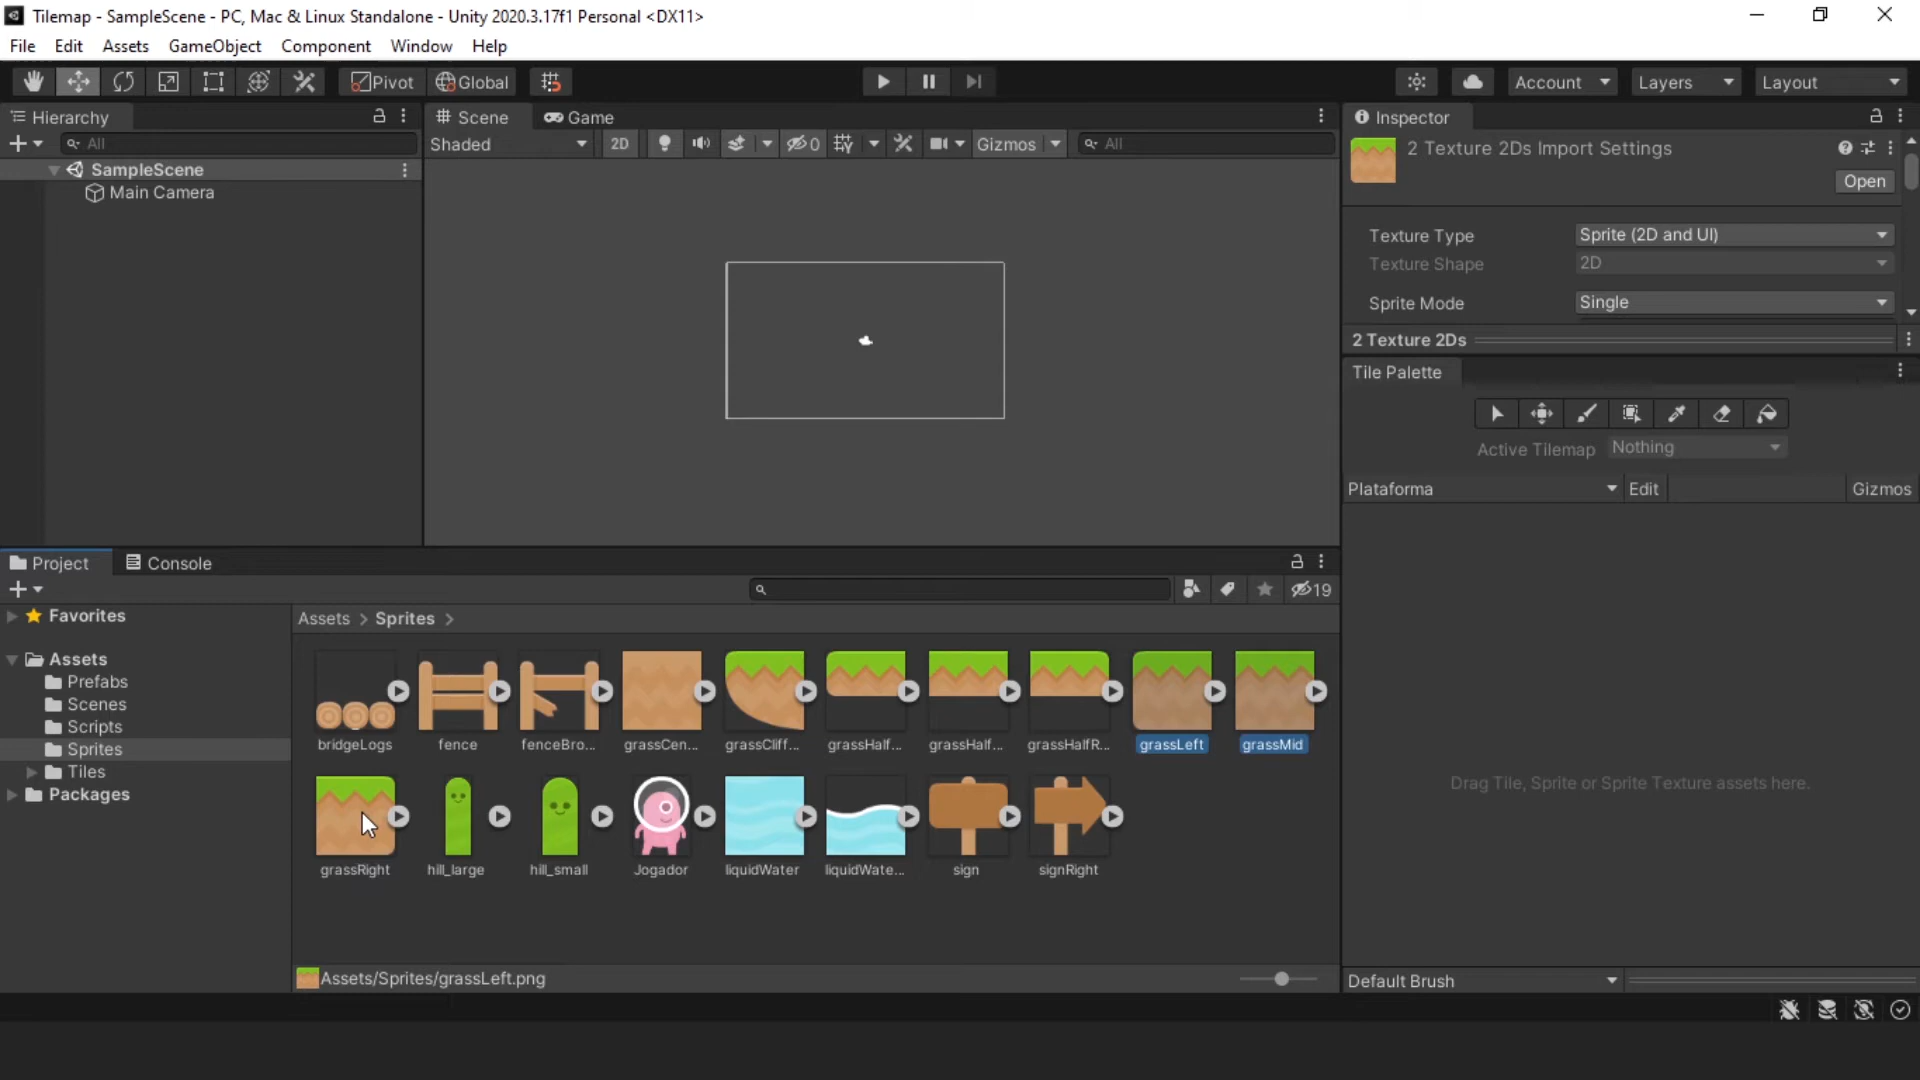 Tilemap - SampleScene - PC, Mac & Linux Standalone - Unity 2020.3.17f1 Personal <DX11>
File Edit Assets GameObject Component Window Help
Pivot Global Account Layers Layout
Hierarchy
All
SampleScene
Main Camera
Scene Game
Shaded 2D 0 Gizmos All
Inspector
2 Texture 2Ds Import Settings
Open
Texture Type Sprite (2D and UI)
Texture Shape 2D
Sprite Mode Single
2 Texture 2Ds
Tile Palette
Active Tilemap Nothing
Plataforma Edit Gizmos
Drag Tile, Sprite or Sprite Texture assets here.
Default Brush
Project Console
19
Favorites
Assets
Prefabs
Scenes
Scripts
Sprites
Tiles
Packages
Assets > Sprites >
bridgeLogs fence fenceBro... grassCen... grassCliff... grassHalf... grassHalf... grassHalfR... grassLeft grassMid
grassRight hill_large hill_small Jogador liquidWater liquidWate... sign signRight
Assets/Sprites/grassLeft.png